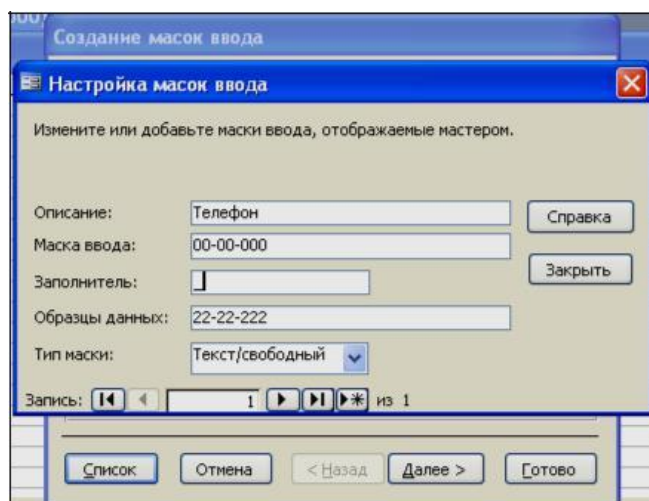 Создание масок ввода
Настройка масок ввода
Измените или добавьте маски ввода, отображаемые мастером.
Описание: Телефон Справка
Маска ввода: 00-00-000
Заполнитель: _ Закрыть
Образцы данных: 22-22-222
Тип маски: Текст/свободный
Запись: 1 из 1
Список Отмена < Назад Далее > Готово